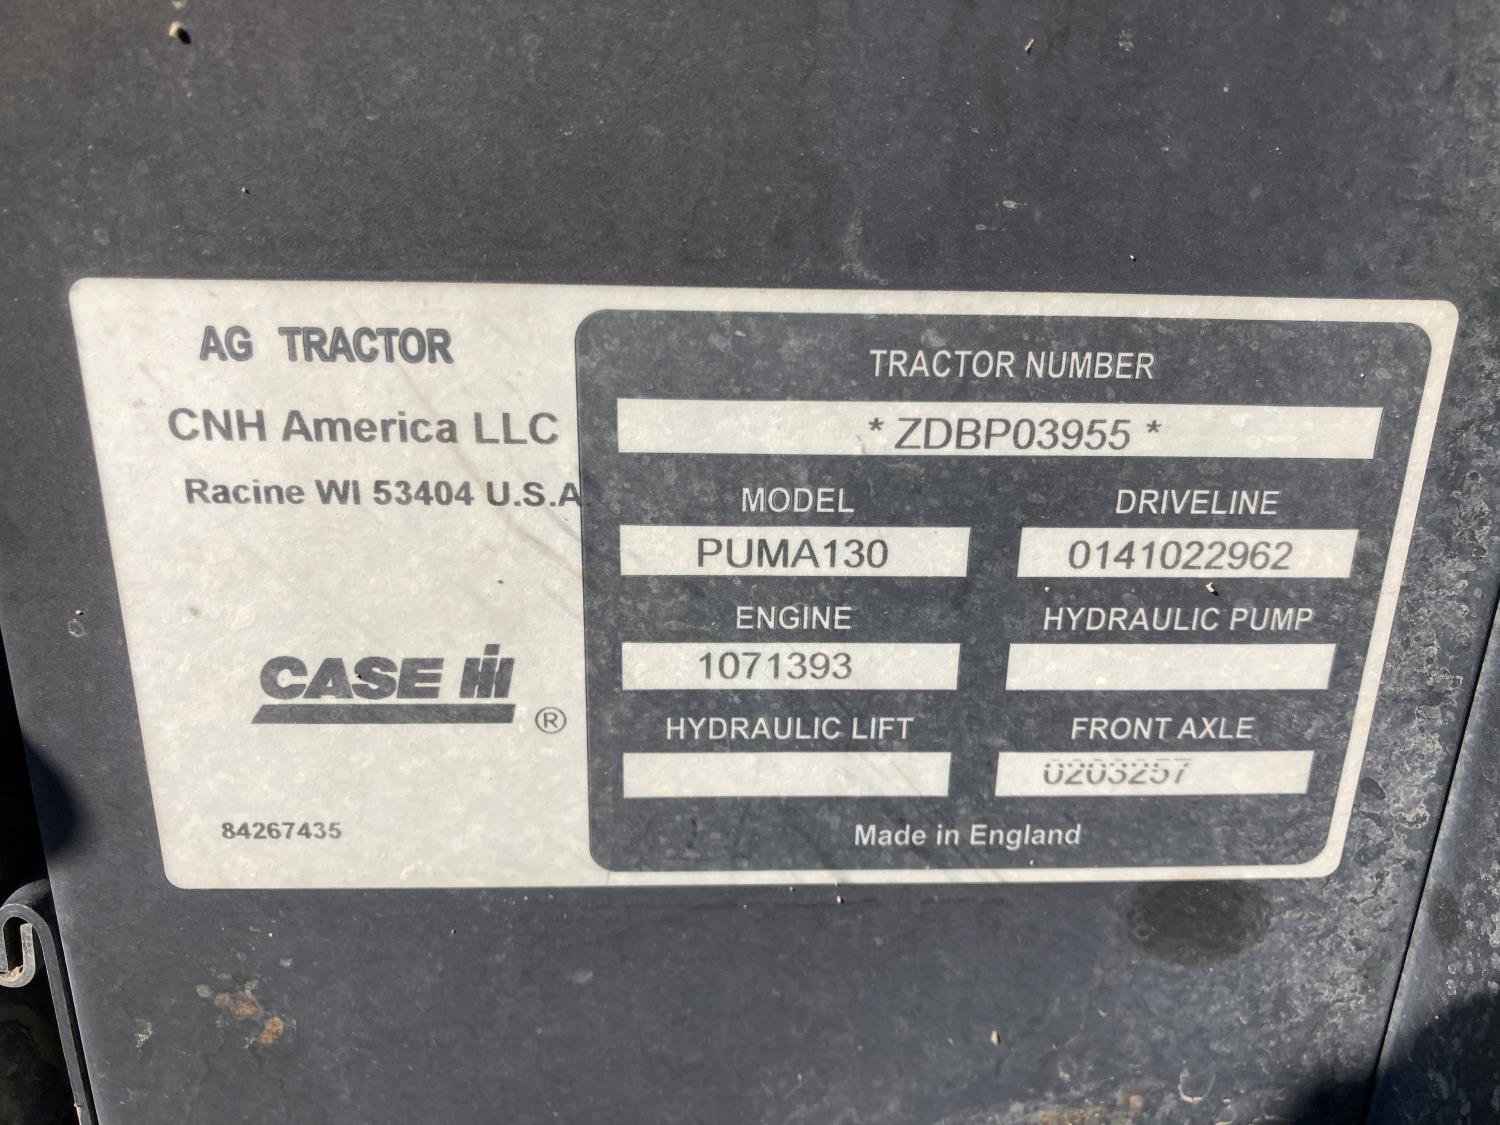 AG TRACTOR
CNH America LLC
Racine WI 53404 U.S.A
CASE IH
®
84267435
TRACTOR NUMBER
* ZDBP03955 *
MODEL
PUMA130
DRIVELINE
0141022962
ENGINE
1071393
HYDRAULIC PUMP
HYDRAULIC LIFT
FRONT AXLE
0203257
Made in England